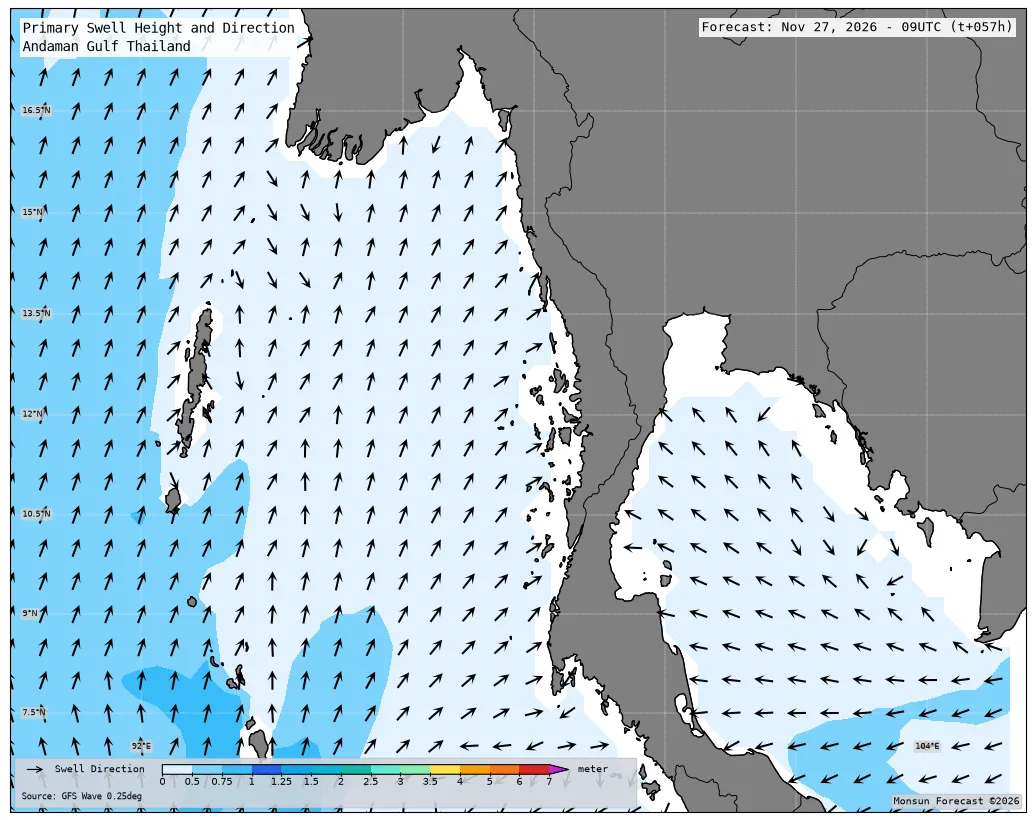 Primary Swell Height and Direction
Andaman Gulf Thailand
Forecast: Nov 27, 2026 - 09UTC (t+057h)
16.5°N
15°N
13.5°N
12°N
10.5°N
9°N
7.5°N
92°E
104°E
Swell Direction
meter
0 0.5 0.75 1 1.25 1.5 2 2.5 3 3.5 4 5 6 7
Source: GFS Wave 0.25deg
Monsun Forecast ©2026